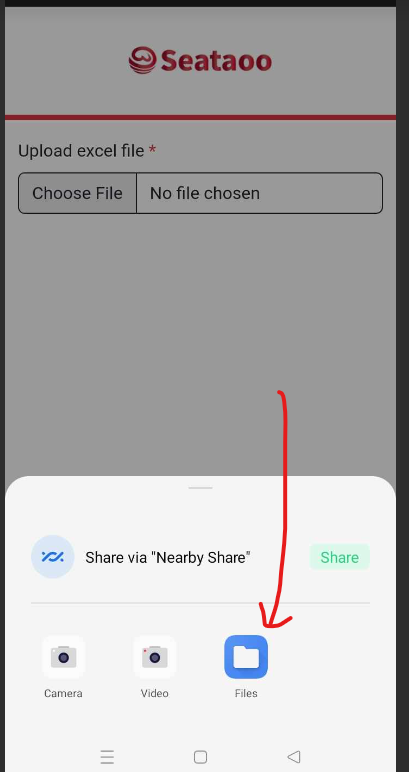 Seataoo
Upload excel file *
Choose File No file chosen
Share via "Nearby Share" Share
Camera Video Files